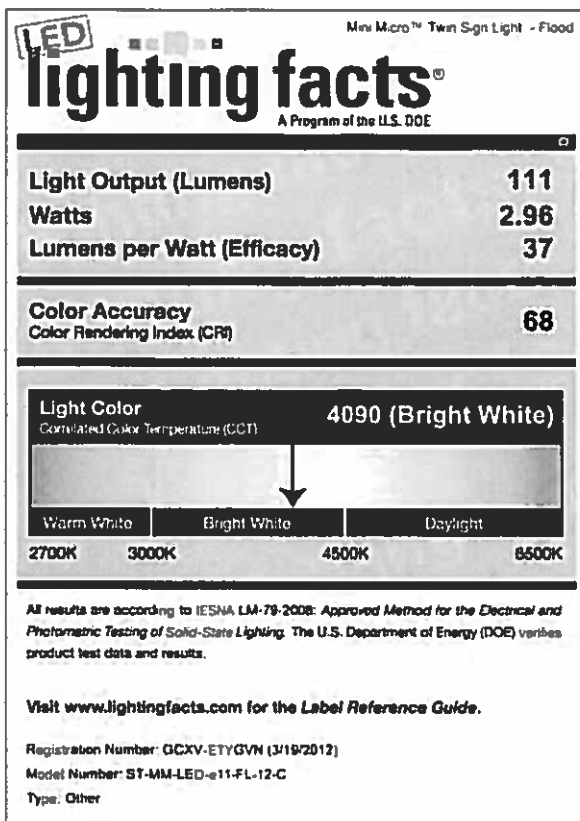 Mini Micro™ Twin Sign Light - Flood
LED
lighting facts®
A Program of the U.S. DOE
Light Output (Lumens) 111
Watts 2.96
Lumens per Watt (Efficacy) 37
Color Accuracy 68
Color Rendering Index (CRI)
Light Color 4090 (Bright White)
Correlated Color Temperature (CCT)
Warm White Bright White Daylight
2700K 3000K 4500K 6500K
All results are according to IESNA LM-79-2008: Approved Method for the Electrical and
Photometric Testing of Solid-State Lighting. The U.S. Department of Energy (DOE) verifies
product test data and results.
Visit www.lightingfacts.com for the Label Reference Guide.
Registration Number: GCXV-ETYGVN (3/19/2012)
Model Number: ST-MM-LED-e11-FL-12-C
Type: Other